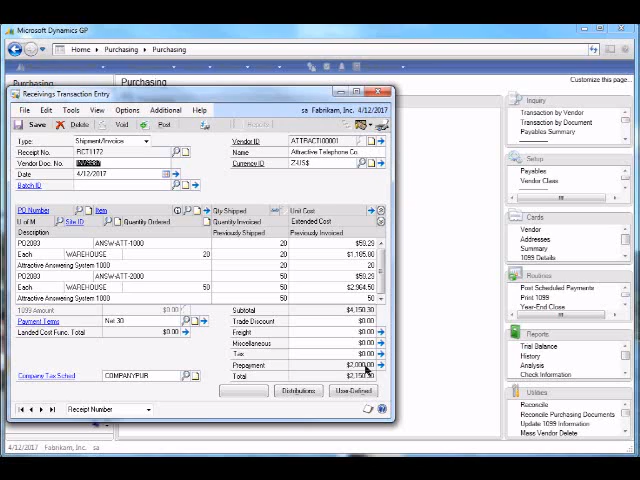 Microsoft Dynamics GP
Home ▸ Purchasing ▸ Purchasing
Purchasing
Customize this page...
Receivings Transaction Entry
File Edit Tools View Options Additional Help sa Fabrikam, Inc. 4/12/2017
Save Delete Void Post
Type: Shipment/Invoice
Receipt No. RCT1172
Vendor Doc. No.
Date 4/12/2017
Batch ID
Vendor ID ATTRACTI0001
Name Attractive Telephone Co.
Currency ID Z-US$
PO Number Item Qty Shipped Unit Cost
U of M Site ID Quantity Ordered Quantity Invoiced Extended Cost
Description Previously Shipped Previously Invoiced
PO2083 ANSW-ATT-1000 20 $59.29
Each WAREHOUSE 20 20
Attractive Answering System 1000 20 20
PO2083 ANSW-ATT-2000 50 $59.29
Each WAREHOUSE 50 50 $2,964.50
Attractive Answering System 1000 50 50
1099 Amount $0.00
Payment Terms Net 30
Landed Cost Func. Total $0.00
Company Tax Sched COMPANYPUR
Subtotal $4,150.30
Trade Discount $0.00
Freight $0.00
Miscellaneous $0.00
Tax $0.00
Prepayment $2,000.00
Total $2,150.30
Distributions User-Defined
Receipt Number
Inquiry
Transaction by Vendor
Transaction by Document
Payables Summary
Setup
Payables
Vendor Class
Cards
Vendor
Addresses
Summary
1099 Details
Routines
Post Scheduled Payments
Print 1099
Year-End Close
Reports
Trial Balance
History
Analysis
Check Information
Utilities
Reconcile
Reconcile Purchasing Documents
Update 1099 Information
Mass Vendor Delete
4/12/2017 Fabrikam, Inc. sa